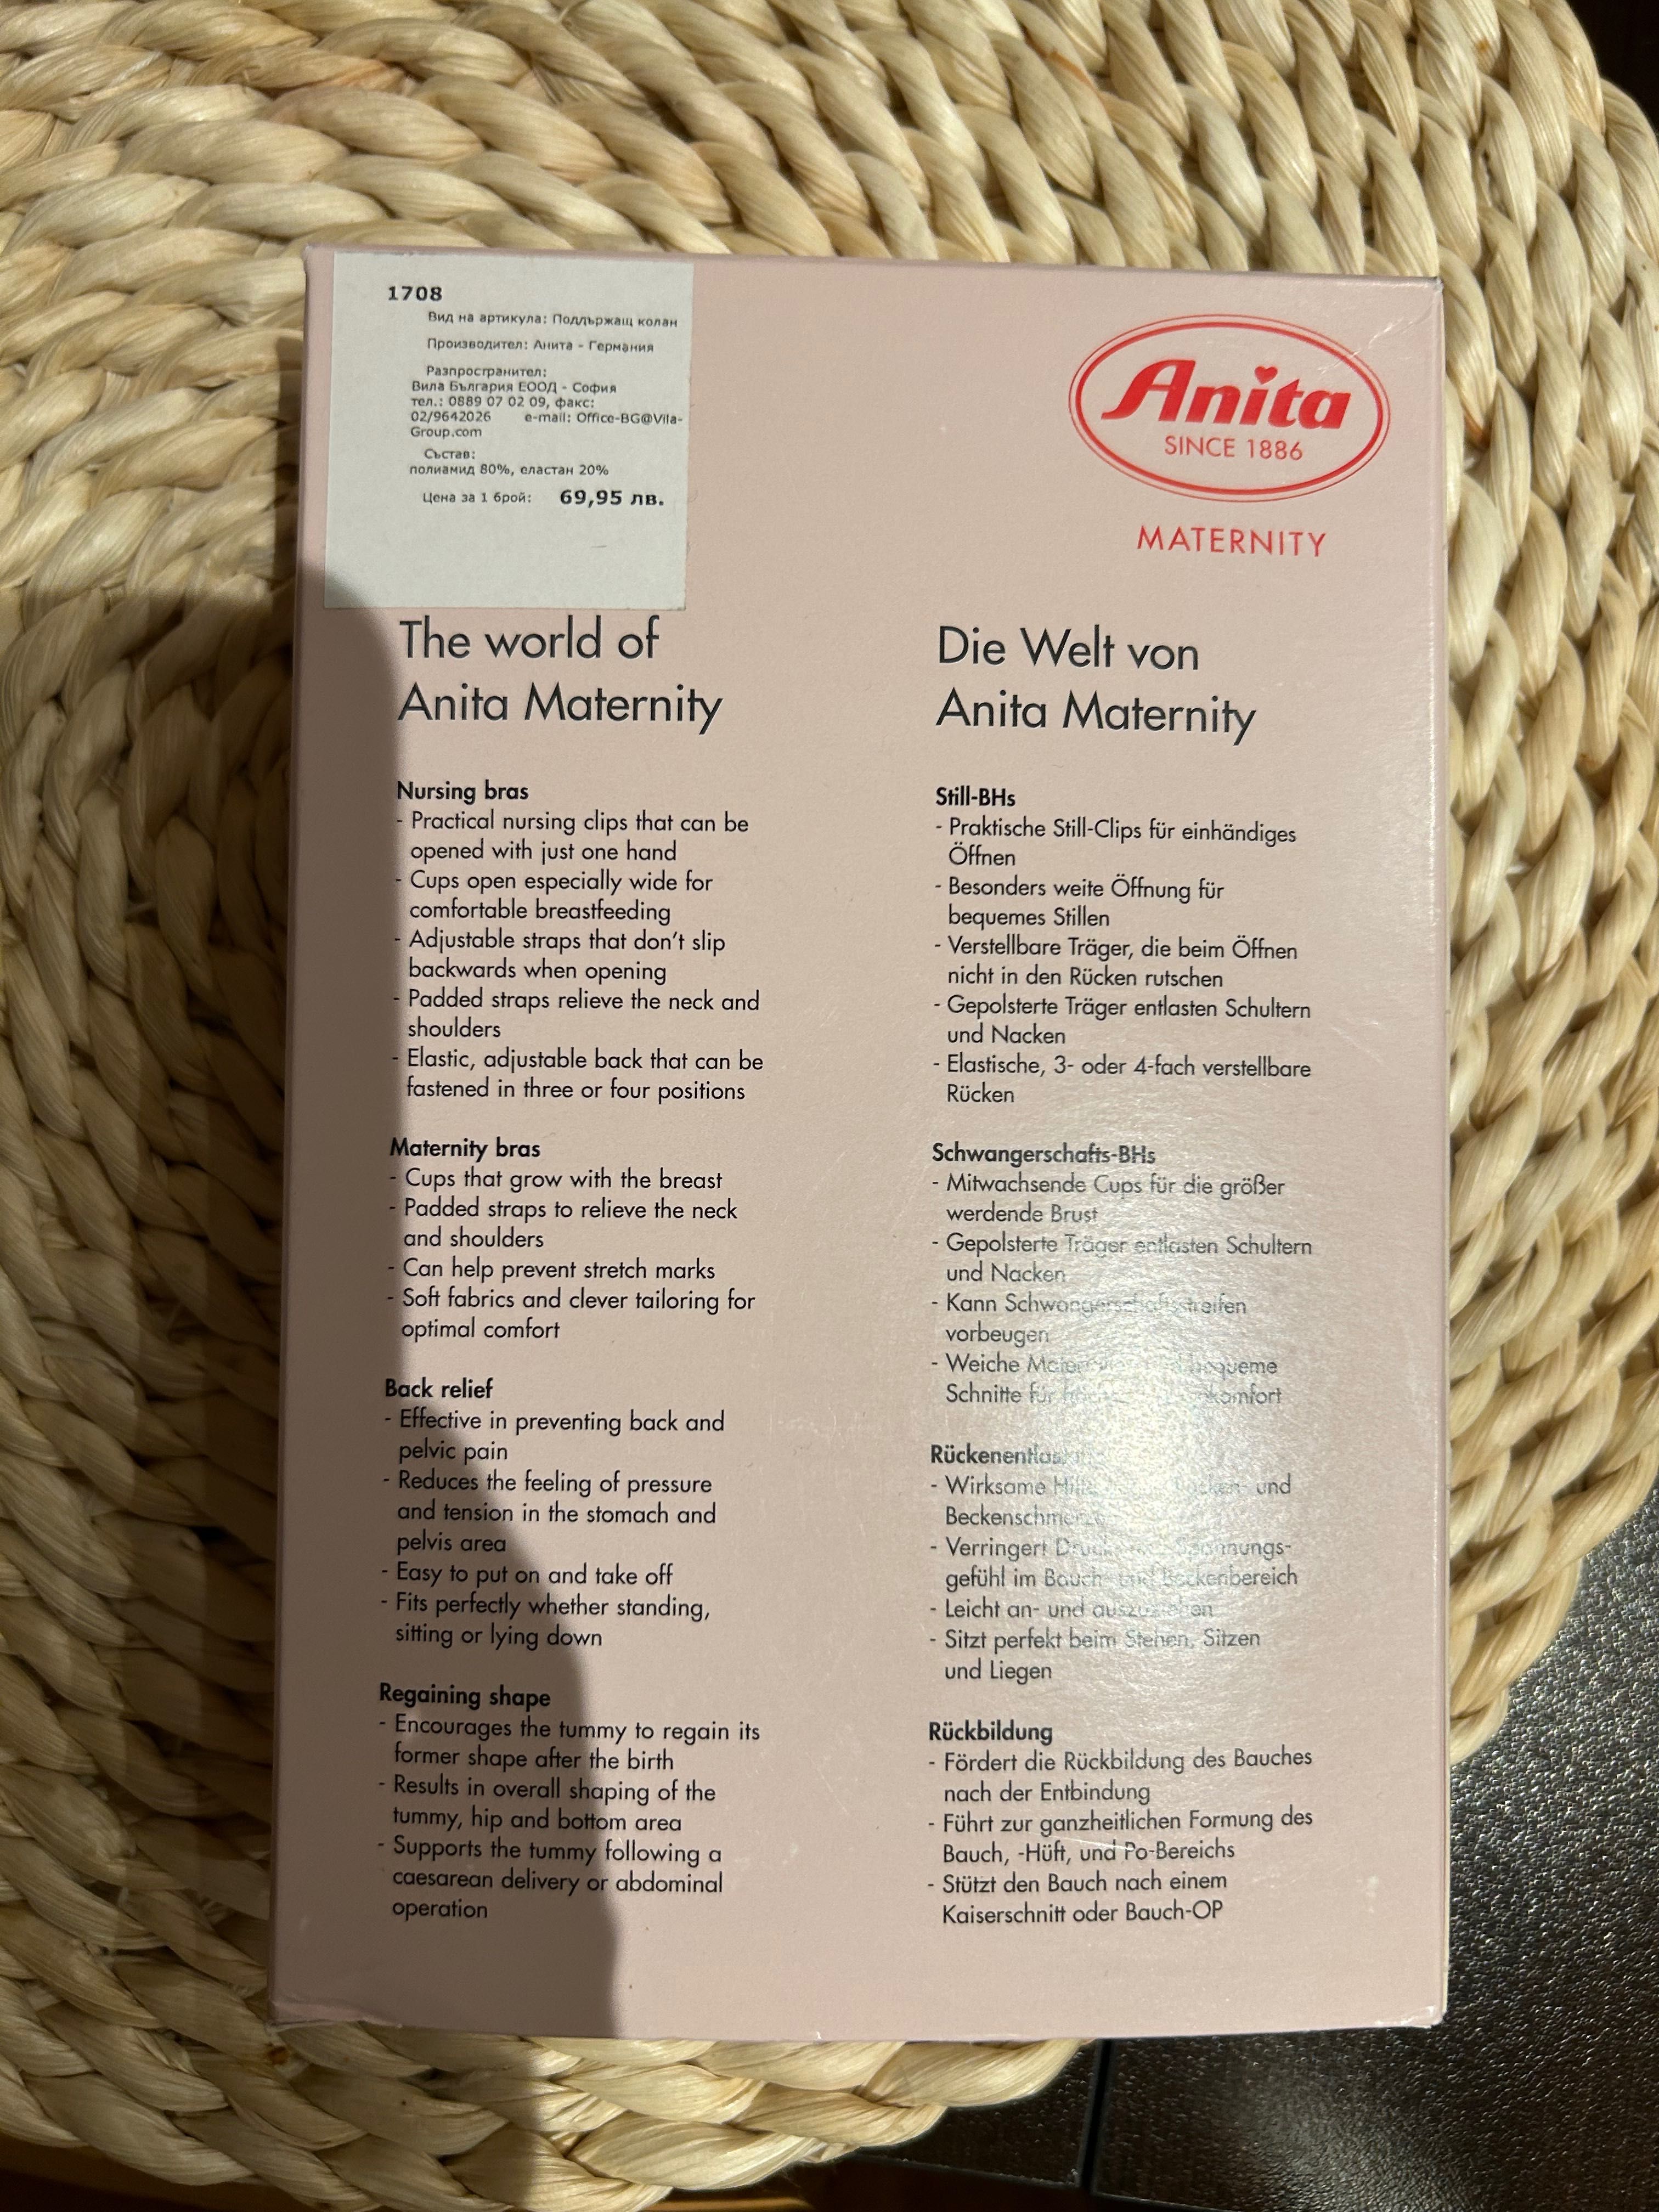 1708
Вид на артикула: Поддържащ колан
Производител: Анита - Германия
Разпространител:
Вила България ЕООД - София
тел.: 0889 07 02 09, факс:
02/9642026 e-mail: Office-BG@Vila-
Group.com
Състав:
полиамид 80%, еластан 20%
Цена за 1 брой: 69,95 лв.
Anita
SINCE 1886
MATERNITY
The world of
Anita Maternity
Nursing bras
- Practical nursing clips that can be
opened with just one hand
- Cups open especially wide for
comfortable breastfeeding
- Adjustable straps that don't slip
backwards when opening
- Padded straps relieve the neck and
shoulders
- Elastic, adjustable back that can be
fastened in three or four positions
Maternity bras
- Cups that grow with the breast
- Padded straps to relieve the neck
and shoulders
- Can help prevent stretch marks
- Soft fabrics and clever tailoring for
optimal comfort
Back relief
- Effective in preventing back and
pelvic pain
- Reduces the feeling of pressure
and tension in the stomach and
pelvis area
- Easy to put on and take off
- Fits perfectly whether standing,
sitting or lying down
Regaining shape
- Encourages the tummy to regain its
former shape after the birth
- Results in overall shaping of the
tummy, hip and bottom area
- Supports the tummy following a
caesarean delivery or abdominal
operation
Die Welt von
Anita Maternity
Still-BHs
- Praktische Still-Clips für einhändiges
Öffnen
- Besonders weite Öffnung für
bequemes Stillen
- Verstellbare Träger, die beim Öffnen
nicht in den Rücken rutschen
- Gepolsterte Träger entlasten Schultern
und Nacken
- Elastische, 3- oder 4-fach verstellbare
Rücken
Schwangerschafts-BHs
- Mitwachsende Cups für die größer
werdende Brust
- Gepolsterte Träger entlasten Schultern
und Nacken
- Kann Schwangerschaftsstreifen
vorbeugen
- Weiche bequeme
Schnitte für
- Wirksame und
- Verringert
gefühl im Bauch- und Beckenbereich
- Leicht an- und auszuziehen
- Sitzt perfekt beim Stehen, Sitzen
und Liegen
Rückbildung
- Fördert die Rückbildung des Bauches
nach der Entbindung
- Führt zur ganzheitlichen Formung des
Bauch, -Hüft, und Po-Bereichs
- Stützt den Bauch nach einem
Kaiserschnitt oder Bauch-OP